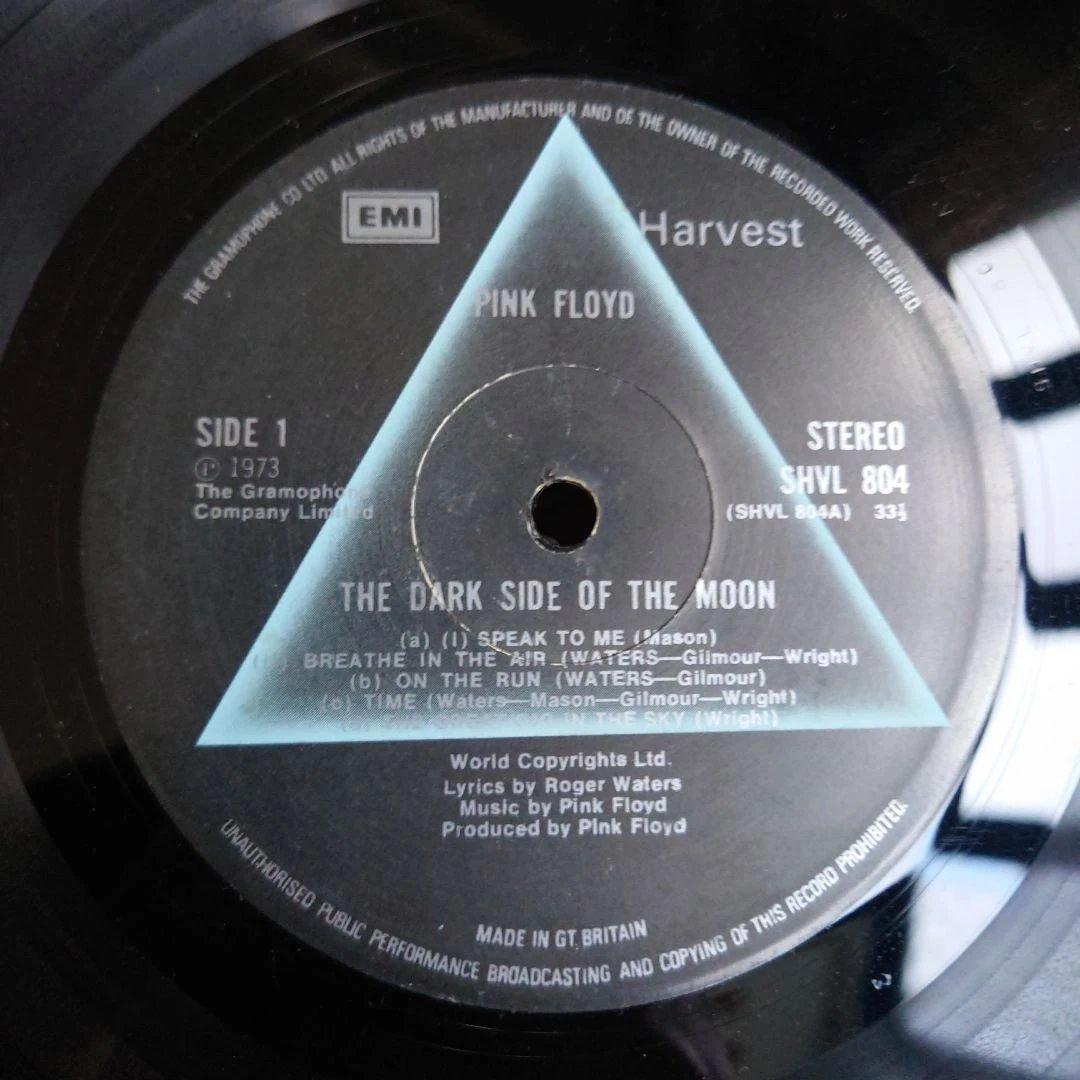 THE GRAMOPHONE CO LTD. ALL RIGHTS OF THE MANUFACTURER AND OF THE OWNER OF THE RECORDED WORK RESERVED.
EMI
Harvest
PINK FLOYD
SIDE 1
Ⓟ 1973
The Gramophone
Company Limited
STEREO
SHVL 804
(SHVL 804A) 33⅓
THE DARK SIDE OF THE MOON
(a) (I) SPEAK TO ME (Mason)
BREATHE IN THE AIR (WATERS—Gilmour—Wright)
(b) ON THE RUN (WATERS—Gilmour)
(c) TIME (Waters—Mason—Gilmour—Wright)
THE GREAT GIG IN THE SKY (Wright)
World Copyrights Ltd.
Lyrics by Roger Waters
Music by Pink Floyd
Produced by Pink Floyd
MADE IN GT. BRITAIN
UNAUTHORISED PUBLIC PERFORMANCE BROADCASTING AND COPYING OF THIS RECORD PROHIBITED.